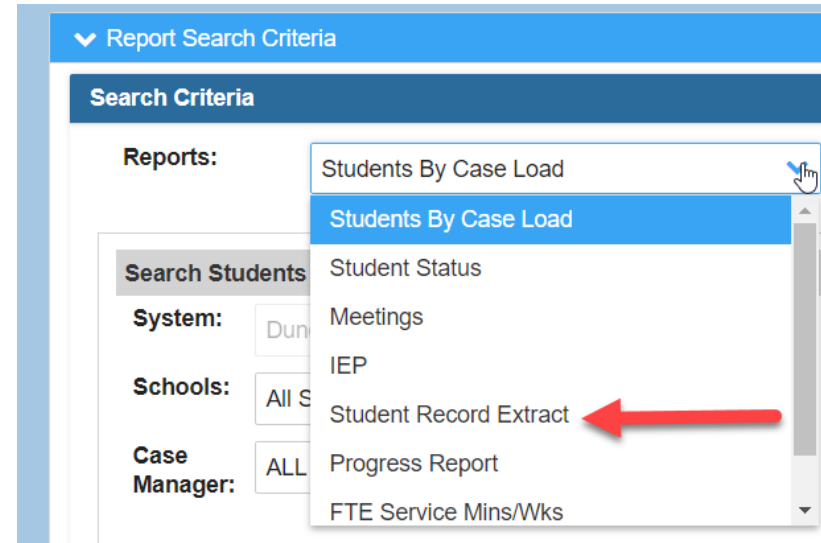 Report Search Criteria
Search Criteria
Reports:
Students By Case Load
Students By Case Load
Student Status
Meetings
IEP
Student Record Extract
Progress Report
FTE Service Mins/Wks
Search Students
System:
Schools:
All
Case
Manager:
ALL